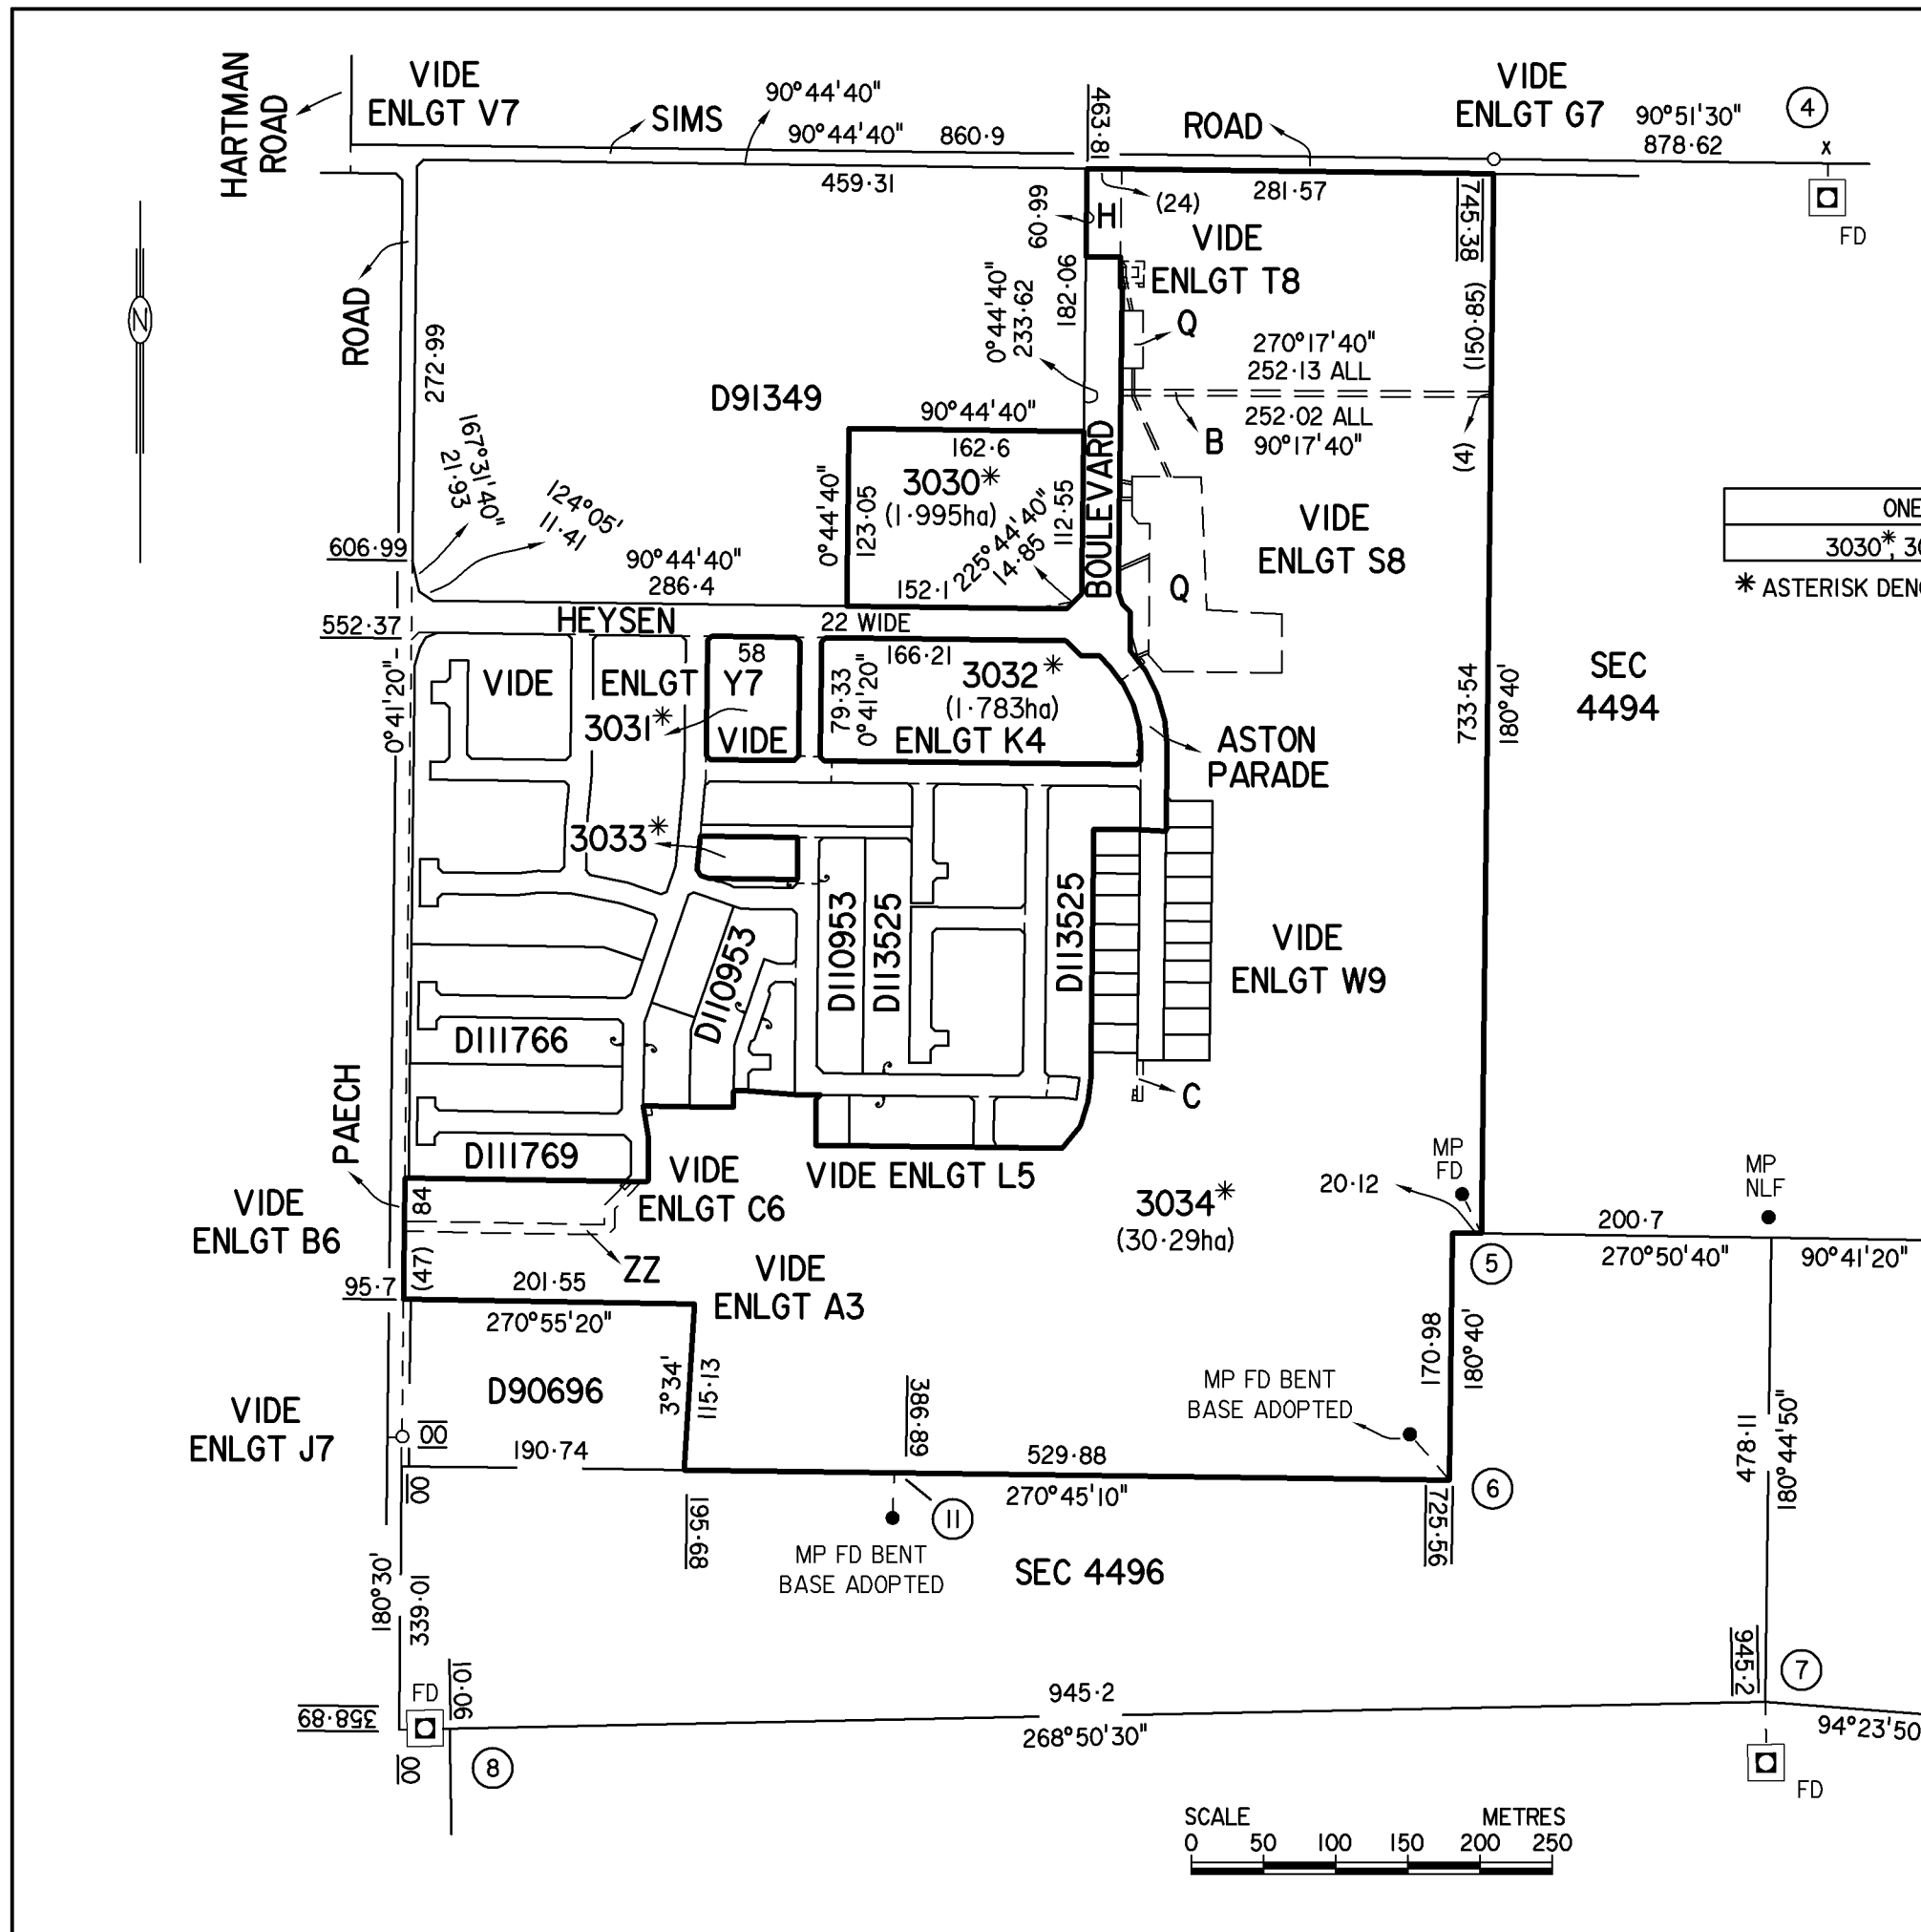 HARTMAN
ROAD
VIDE
ENLGT V7
SIMS
90°44'40"
90°44'40" 860·9
463·81
ROAD
VIDE
ENLGT G7
90°51'30"
878·62
4
x
FD
459·31
60·99
H
(24)
281·57
745·38
VIDE
ENLGT T8
ROAD
N
272·99
0°44'40"
233·62
182·06
Q
270°17'40"
252·13 ALL
(150·85)
D91349
252·02 ALL
90°17'40"
B
(4)
90°44'40"
162·6
3030*
(1·995ha)
0°44'40"
123·05
112·55
225°44'40"
14·85
152·1
BOULEVARD
167°31'40"
21·93
124°05'
11·41
VIDE
ENLGT S8
ONE
3030*, 30
* ASTERISK DEN
606·99
90°44'40"
286·4
Q
552·37
HEYSEN
22 WIDE
0°41'20"
VIDE
ENLGT
58
Y7
3031*
VIDE
166·21
79·33
0°41'20"
3032*
(1·783ha)
ENLGT K4
ASTON
PARADE
733·54
180°40'
SEC
4494
3033*
D110953
D110953
D113525
D113525
VIDE
ENLGT W9
D111766
C
PAECH
D111769
VIDE
ENLGT C6
VIDE ENLGT L5
3034*
(30·29ha)
20·12
MP
FD
MP
NLF
VIDE
ENLGT B6
84
(47)
ZZ
200·7
270°50'40"
90°41'20"
5
95·7
201·55
270°55'20"
VIDE
ENLGT A3
D90696
3°34'
115·13
386·89
MP FD BENT
BASE ADOPTED
170·98
180°40'
VIDE
ENLGT J7
00
190·74
529·88
270°45'10"
478·11
180°44'50"
00
195·68
11
725·56
6
MP FD BENT
BASE ADOPTED
SEC 4496
180°30'
339·01
FD
10·06
358·89
00
8
945·2
268°50'30"
945·2
7
94°23'50
FD
SCALE METRES
0 50 100 150 200 250